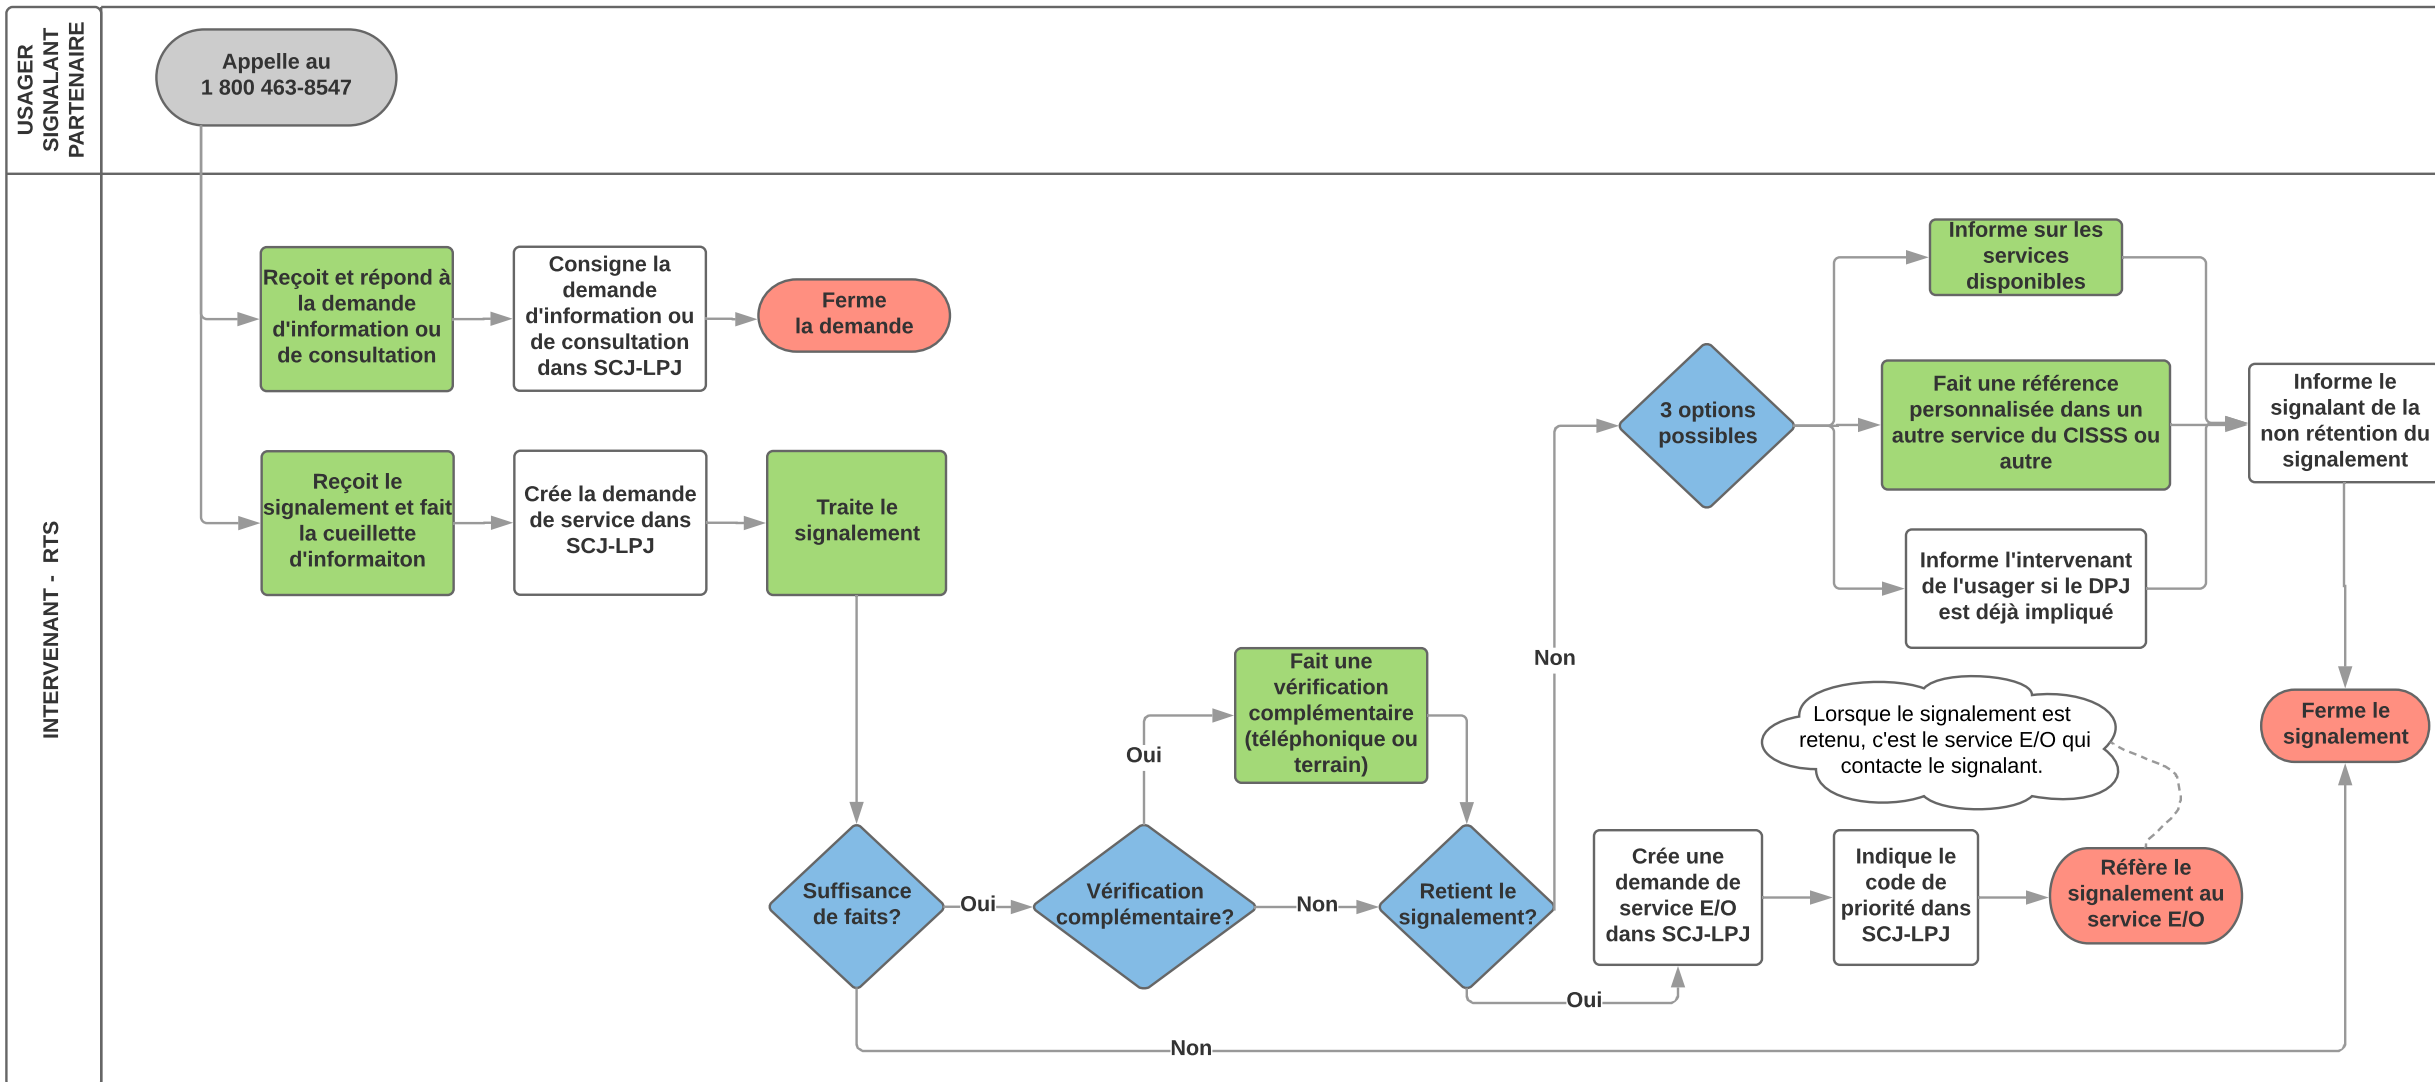 USAGER
SIGNALANT
PARTENAIRE
Appelle au
1 800 463-8547
INTERVENANT - RTS
Reçoit et répond à
la demande
d'information ou
de consultation
Consigne la
demande
d'information ou
de consultation
dans SCJ-LPJ
Ferme
la demande
Reçoit le
signalement et fait
la cueillette
d'informaiton
Crée la demande
de service dans
SCJ-LPJ
Traite le
signalement
Suffisance
de faits?
Oui
Vérification
complémentaire?
Oui
Fait une
vérification
complémentaire
(téléphonique ou
terrain)
Non
Retient le
signalement?
Non
3 options
possibles
Informe sur les
services
disponibles
Fait une référence
personnalisée dans un
autre service du CISSS ou
autre
Informe l'intervenant
de l'usager si le DPJ
est déjà impliqué
Informe le
signalant de la
non rétention du
signalement
Ferme le
signalement
Oui
Crée une
demande de
service E/O
dans SCJ-LPJ
Indique le
code de
priorité dans
SCJ-LPJ
Réfère le
signalement au
service E/O
Lorsque le signalement est
retenu, c'est le service E/O qui
contacte le signalant.
Non